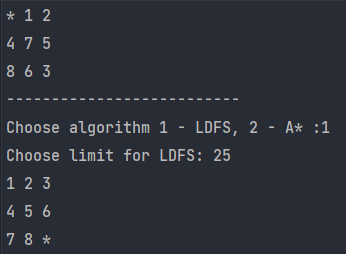 * 1 2
4 7 5
8 6 3
--------------------------
Choose algorithm 1 - LDFS, 2 - A* :1
Choose limit for LDFS: 25
1 2 3
4 5 6
7 8 *